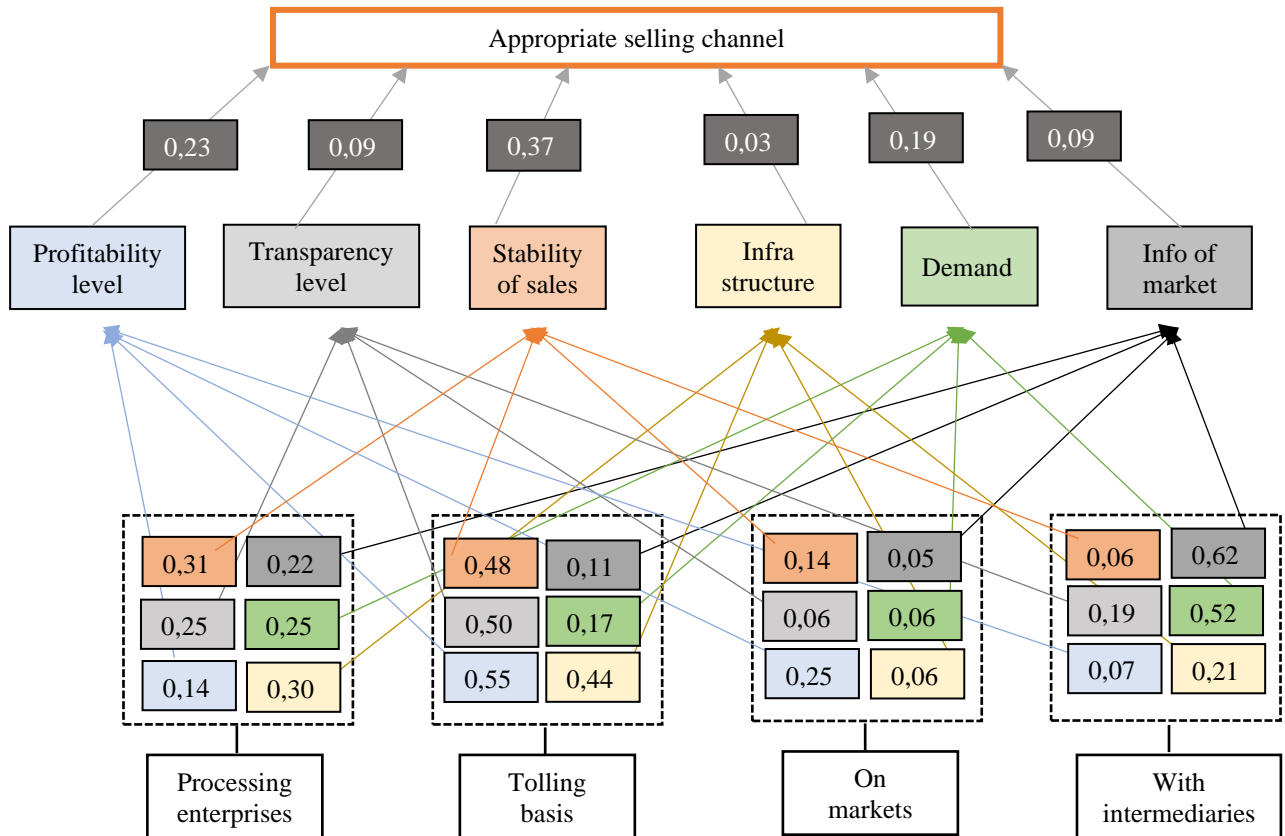 Appropriate selling channel
0,23
0,09
0,37
0,03
0,19
0,09
Profitability
level
Transparency
level
Stability
of sales
Infra
structure
Demand
Info of
market
0,31
0,22
0,25
0,25
0,14
0,30
0,48
0,11
0,50
0,17
0,55
0,44
0,14
0,05
0,06
0,06
0,25
0,06
0,06
0,62
0,19
0,52
0,07
0,21
Processing
enterprises
Tolling
basis
On
markets
With
intermediaries